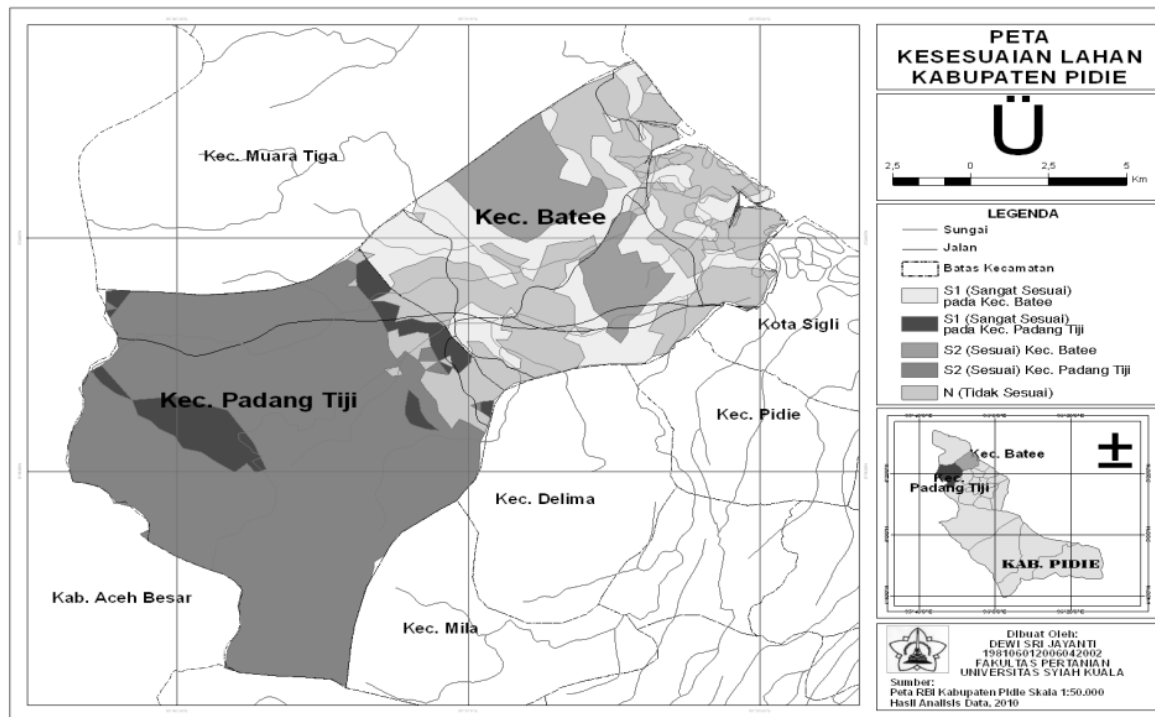 PETA
KESESUAIAN LAHAN
KABUPATEN PIDIE
Ü
2,5 0 2,5 5
Km
LEGENDA
Sungai
Jalan
Batas Kecamatan
S1 (Sangat Sesuai)
pada Kec. Batee
S1 (Sangat Sesuai)
pada Kec. Padang Tiji
S2 (Sesuai) Kec. Batee
S2 (Sesuai) Kec. Padang Tiji
N (Tidak Sesuai)
Kec. Muara Tiga
Kec. Batee
Kota Sigli
Kec. Padang Tiji
Kec. Pidie
Kec. Delima
Kab. Aceh Besar
Kec. Mila
Kec. Batee
±
Kec.
Padang Tiji
KAB. PIDIE
Dibuat Oleh:
DEWI SRI JAYANTI
198106012006042002
FAKULTAS PERTANIAN
UNIVERSITAS SYIAH KUALA
Sumber:
Peta RBI Kabupaten Pidie Skala 1:50.000
Hasil Analisis Data, 2010